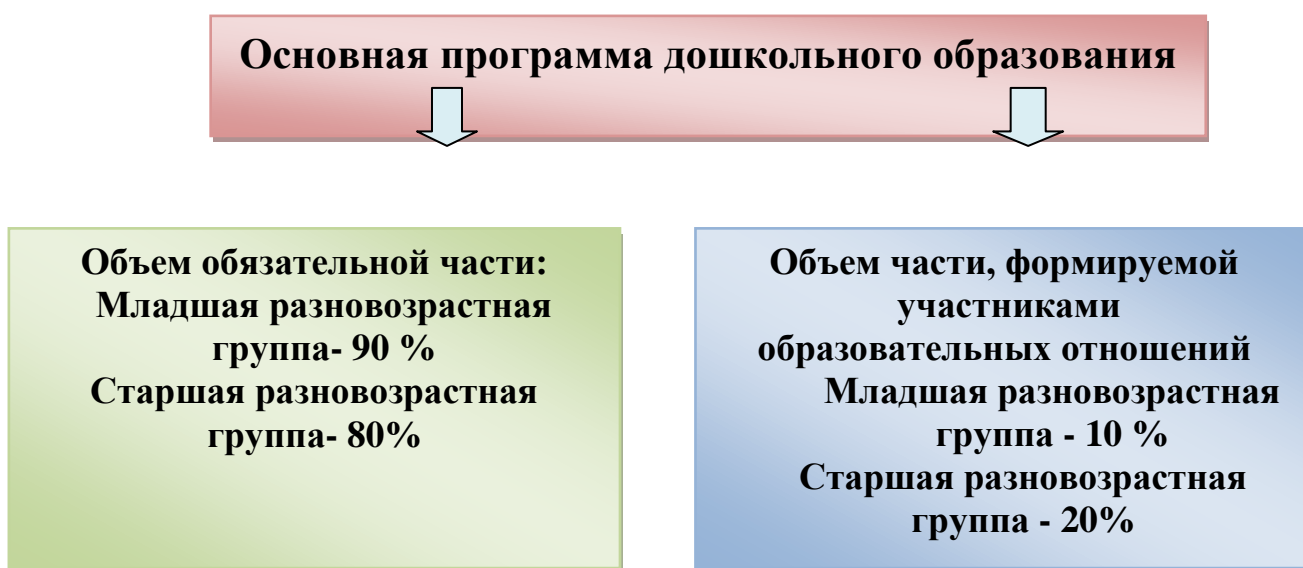 Основная программа дошкольного образования
Объем обязательной части:
Младшая разновозрастная
группа- 90 %
Старшая разновозрастная
группа- 80%
Объем части, формируемой
участниками
образовательных отношений
Младшая разновозрастная
группа - 10 %
Старшая разновозрастная
группа - 20%